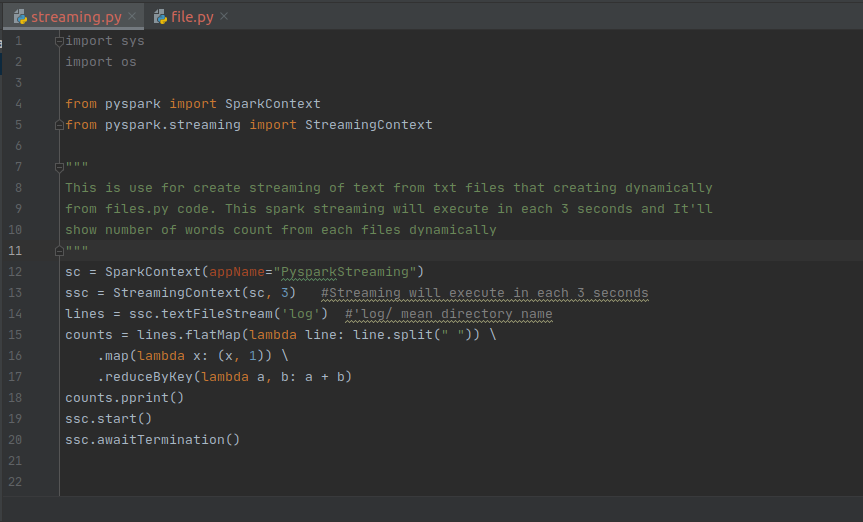 streaming.py × file.py ×
1 import sys
2 import os
3
4 from pyspark import SparkContext
5 from pyspark.streaming import StreamingContext
6
7 """
8 This is use for create streaming of text from txt files that creating dynamically
9 from files.py code. This spark streaming will execute in each 3 seconds and It'll
10 show number of words count from each files dynamically
11 """
12 sc = SparkContext(appName="PysparkStreaming")
13 ssc = StreamingContext(sc, 3)   #Streaming will execute in each 3 seconds
14 lines = ssc.textFileStream('log')  #'log/ mean directory name
15 counts = lines.flatMap(lambda line: line.split(" ")) \
16     .map(lambda x: (x, 1)) \
17     .reduceByKey(lambda a, b: a + b)
18 counts.pprint()
19 ssc.start()
20 ssc.awaitTermination()
21
22